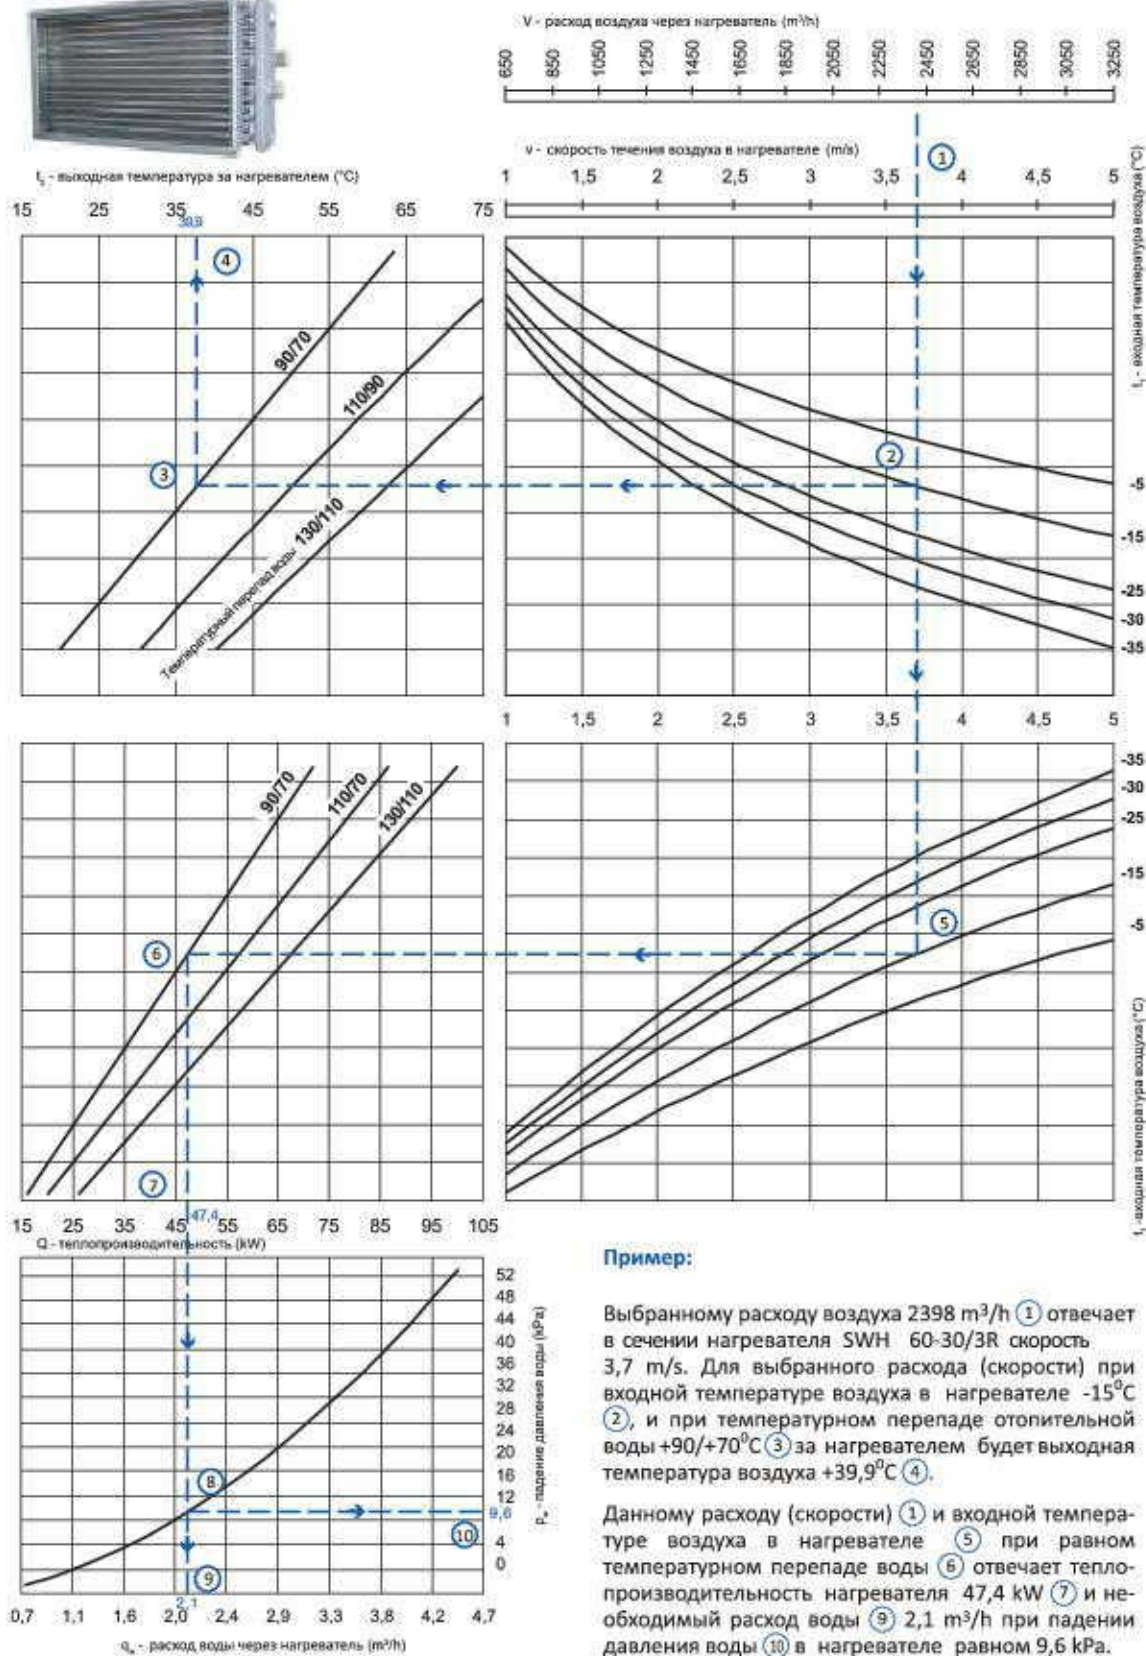 V - расход воздуха через нагреватель (m³/h)
650 850 1050 1250 1450 1650 1850 2050 2250 2450 2650 2850 3050 3250
1
v - скорость течения воздуха в нагревателе (m/s)
1 1,5 2 2,5 3 3,5 4 4,5 5
t₂ - выходная температура за нагревателем (°C)
15 25 35 45 55 65 75
39,9
4
90/70
110/90
130/110
Температурный перепад воды
3
2
t₁ - входная температура воздуха (°C)
-5
-15
-25
-30
-35
1 1,5 2 2,5 3 3,5 4 4,5 5
90/70
110/70
130/110
6
7
5
-35
-30
-25
-15
-5
t₁ - входная температура воздуха (°C)
15 25 35 45 47,4 55 65 75 85 95 105
Q - теплопроизводительность (kW)
52
48
44
40
36
32
28
24
20
16
12
9,6
4
0
pw - падение давления воды (kPa)
8
10
9
2,1
0,7 1,1 1,6 2,0 2,4 2,9 3,3 3,8 4,2 4,7
qw - расход воды через нагреватель (m³/h)
Пример:
Выбранному расходу воздуха 2398 m³/h 1 отвечает
в сечении нагревателя SWH 60-30/3R скорость
3,7 m/s. Для выбранного расхода (скорости) при
входной температуре воздуха в нагревателе -15⁰C
2, и при температурном перепаде отопительной
воды +90/+70⁰C 3 за нагревателем будет выходная
температура воздуха +39,9⁰C 4.
Данному расходу (скорости) 1 и входной темпера-
туре воздуха в нагревателе 5 при равном
температурном перепаде воды 6 отвечает тепло-
производительность нагревателя 47,4 kW 7 и не-
обходимый расход воды 9 2,1 m³/h при падении
давления воды 10 в нагревателе равном 9,6 kPa.